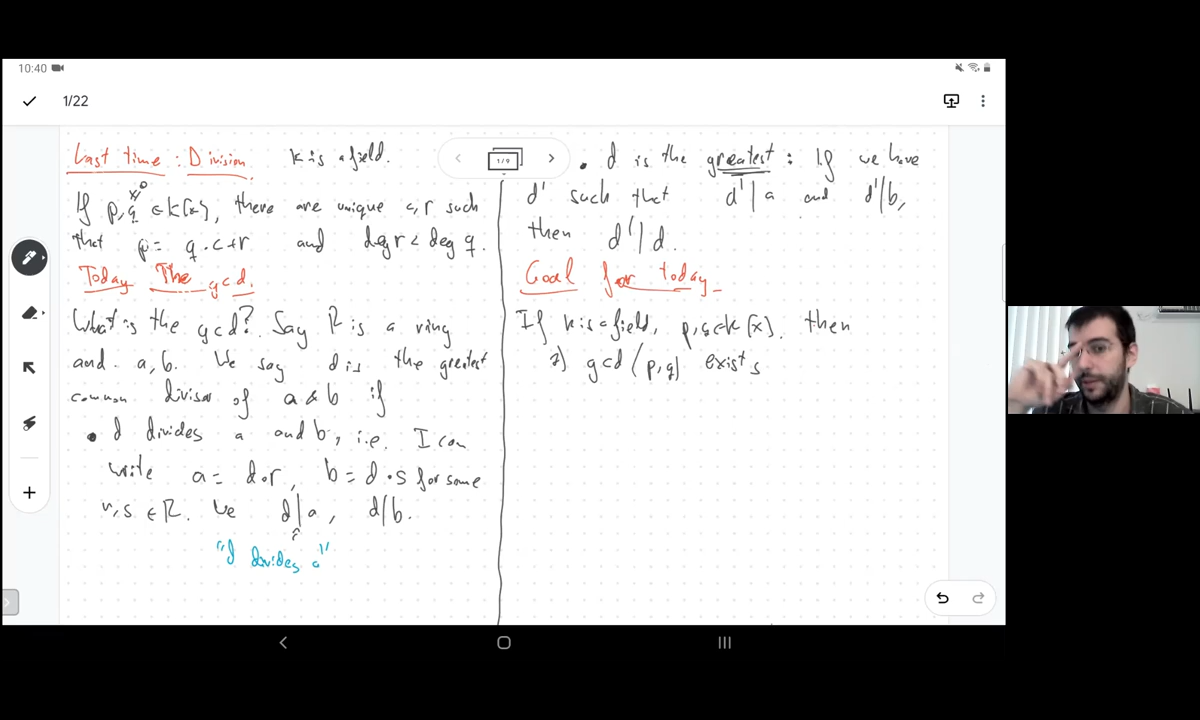 10:40
1/22
Last time: Division k is a field.
≠0
If p, q ∈ k[x], there are unique c, r such
that p = q · c + r and deg r < deg q.
Today The gcd.
What is the gcd? Say R is a ring
and a, b. We say d is the greatest
common divisor of a & b if
• d divides a and b, i.e. I can
write a = d·r, b = d·s for some
r, s ∈ R. We d|a, d|b.
"d divides a"
1/9
• d is the greatest: If we have
d' such that d'|a and d'|b,
then d'|d.
Goal for today
If k is a field, p, q ∈ k[x]. then
gcd(p,q) exists